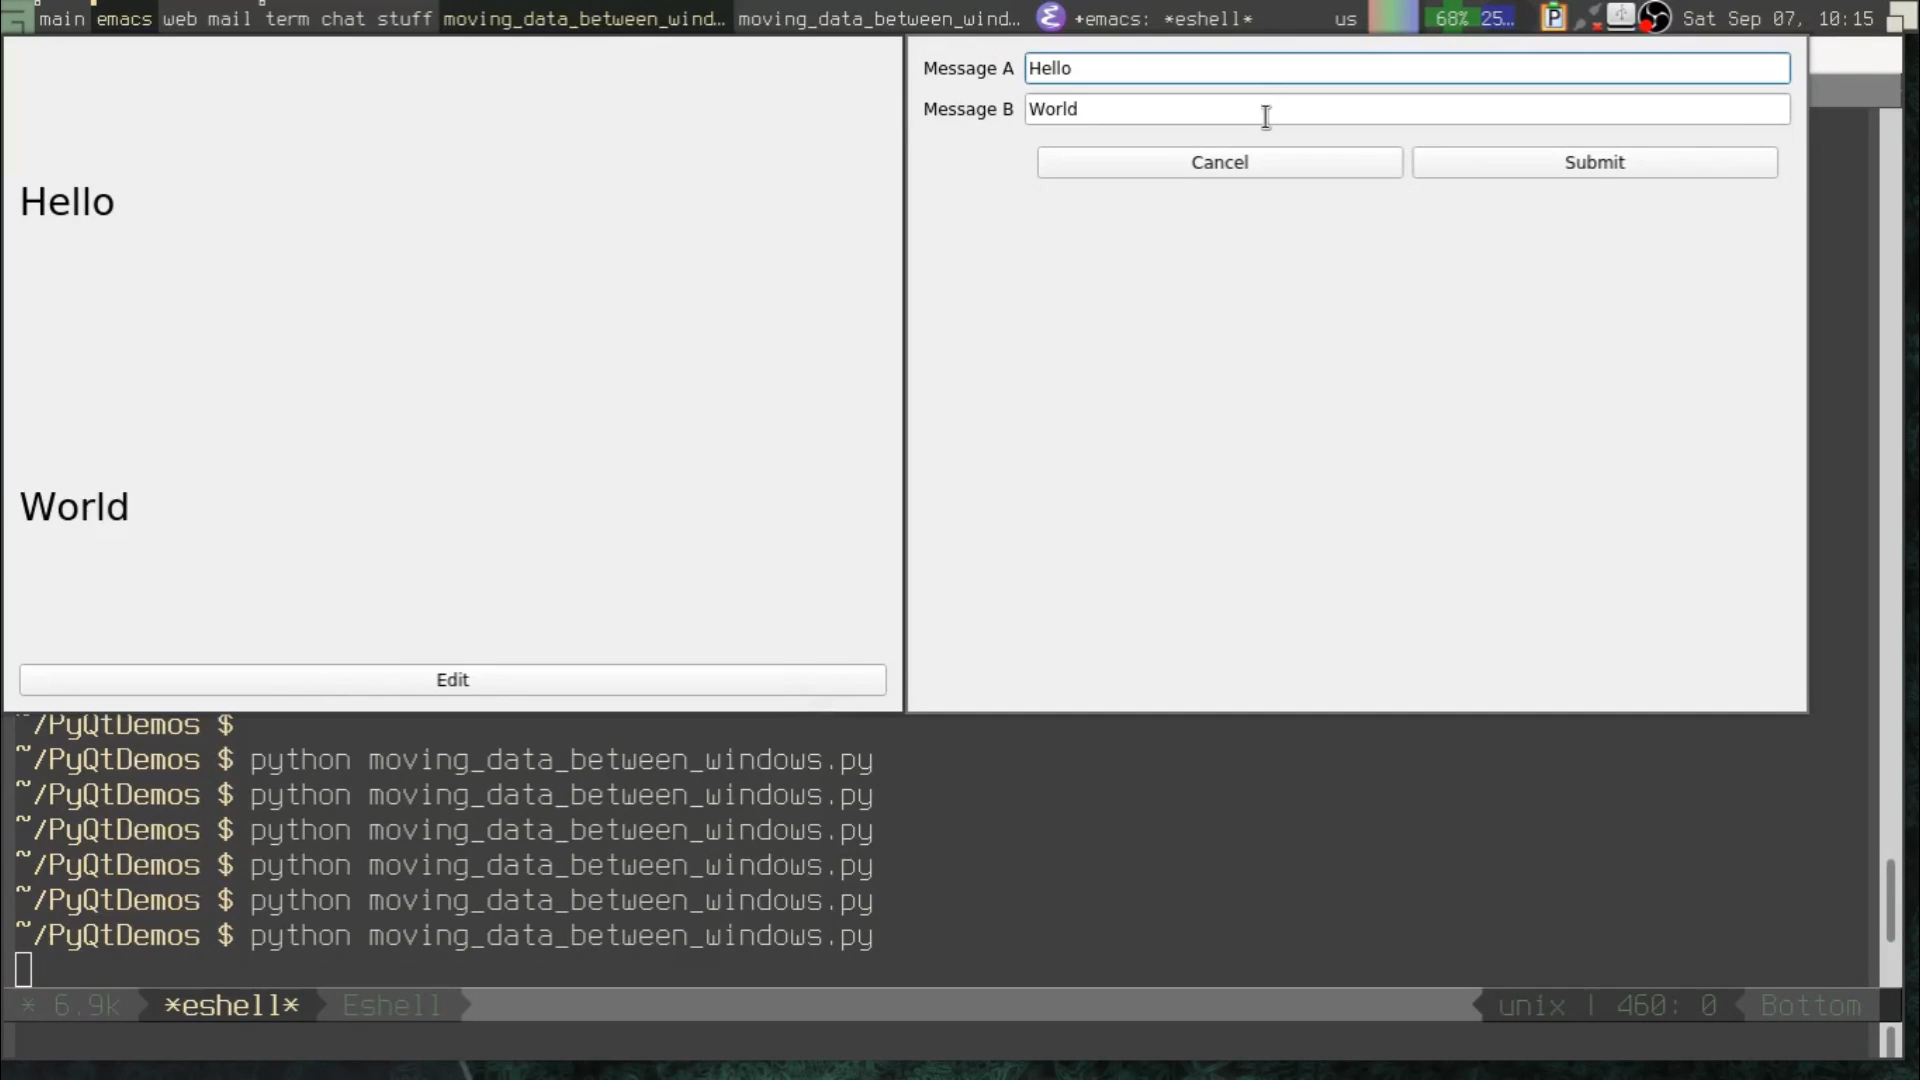 main emacs web mail term chat stuff moving_data_between_wind… moving_data_between_wind… +emacs: *eshell* us 68% 25… P Sat Sep 07, 10:15
Hello
World
Edit
Message A Hello
Message B World
Cancel Submit
~/PyQtDemos $
~/PyQtDemos $ python moving_data_between_windows.py
~/PyQtDemos $ python moving_data_between_windows.py
~/PyQtDemos $ python moving_data_between_windows.py
~/PyQtDemos $ python moving_data_between_windows.py
~/PyQtDemos $ python moving_data_between_windows.py
~/PyQtDemos $ python moving_data_between_windows.py
* 6.9k *eshell* Eshell unix | 460: 0 Bottom